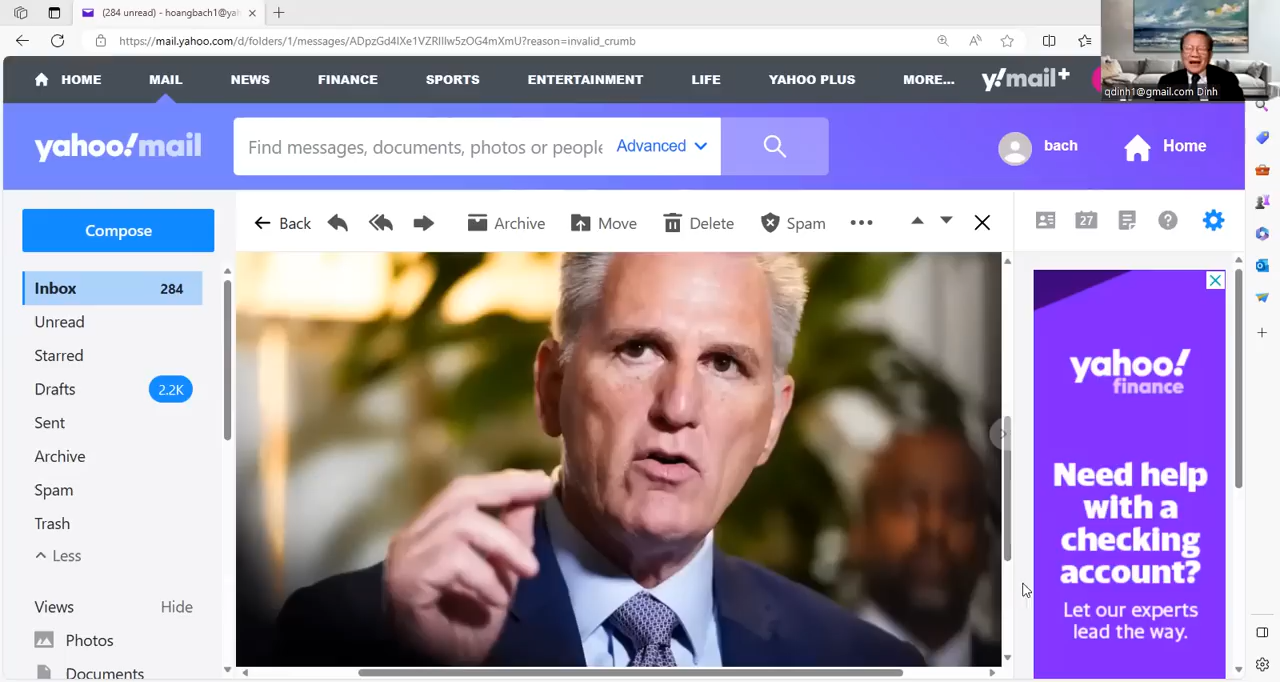 (284 unread) - hoangbach1@ya
https://mail.yahoo.com/d/folders/1/messages/ADpzGd4lXe1VZRIllw5zOG4mXmU?reason=invalid_crumb
HOME MAIL NEWS FINANCE SPORTS ENTERTAINMENT LIFE YAHOO PLUS MORE... y!mail+
qdinh1@gmail.com Dinh
yahoo!mail
Find messages, documents, photos or people
Advanced
bach
Home
Compose
Back
Archive
Move
Delete
Spam
27
Inbox 284
Unread
Starred
Drafts 2.2K
Sent
Archive
Spam
Trash
Less
Views Hide
Photos
Documents
yahoo!
finance
Need help
with a
checking
account?
Let our experts
lead the way.